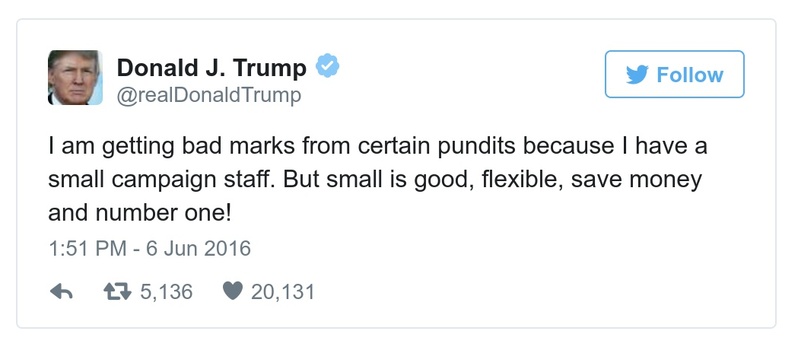 Donald J. Trump
@realDonaldTrump
Follow
I am getting bad marks from certain pundits because I have a
small campaign staff. But small is good, flexible, save money
and number one!
1:51 PM - 6 Jun 2016
5,136 20,131